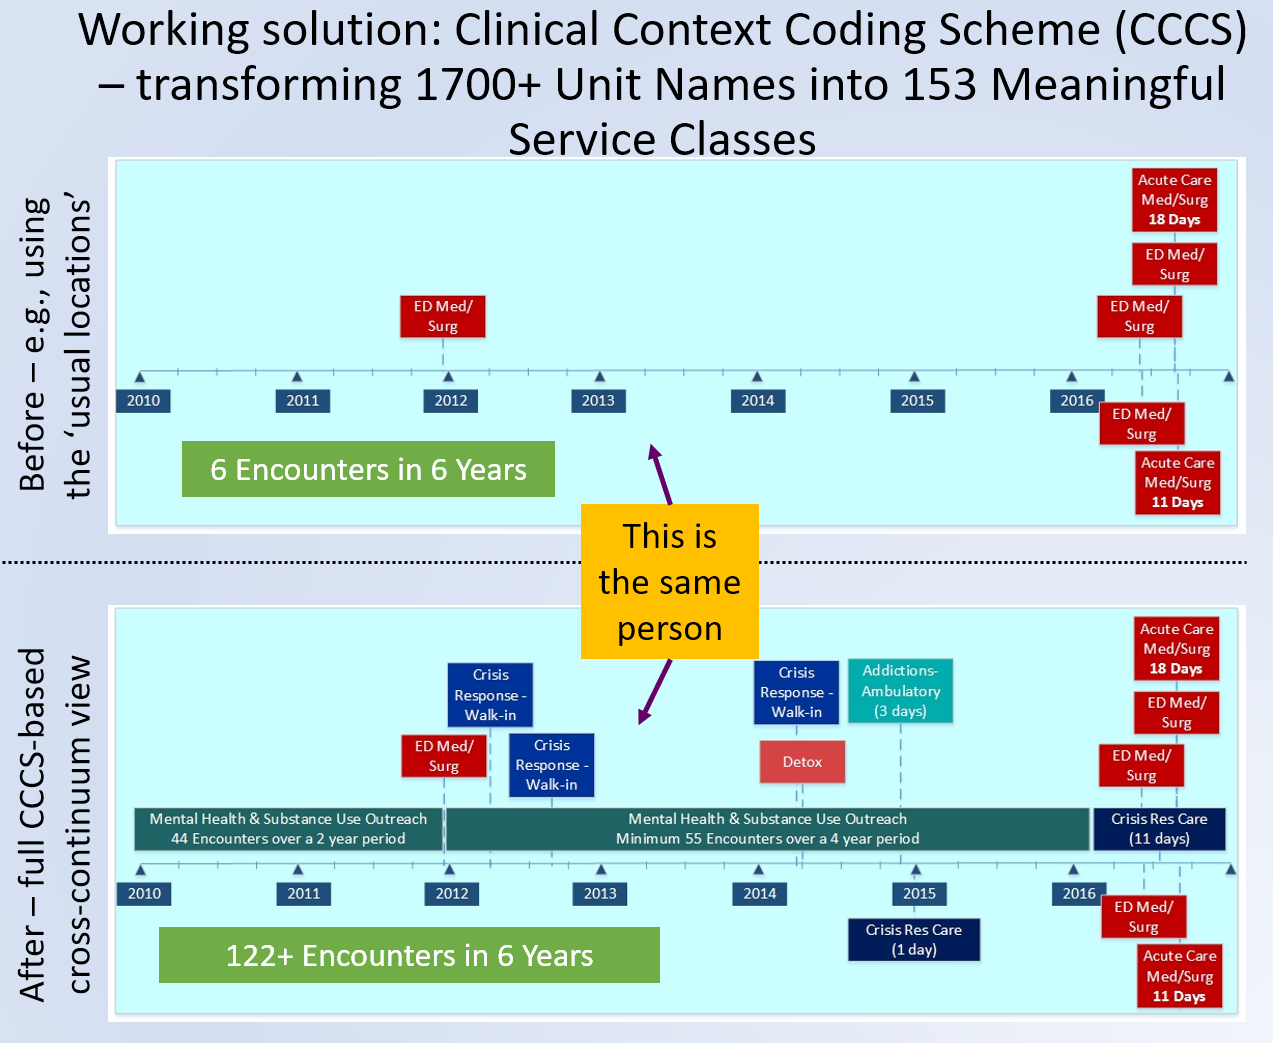 Working solution: Clinical Context Coding Scheme (CCCS)
– transforming 1700+ Unit Names into 153 Meaningful
Service Classes
Before – e.g., using
the ‘usual locations’
Acute Care
Med/Surg
18 Days
ED Med/
Surg
ED Med/
Surg
ED Med/
Surg
2010
2011
2012
2013
2014
2015
2016
ED Med/
Surg
Acute Care
Med/Surg
11 Days
6 Encounters in 6 Years
This is
the same
person
After – full CCCS-based
cross-continuum view
Crisis
Response -
Walk-in
ED Med/
Surg
Crisis
Response -
Walk-in
Crisis
Response -
Walk-in
Detox
Addictions-
Ambulatory
(3 days)
Acute Care
Med/Surg
18 Days
ED Med/
Surg
ED Med/
Surg
Mental Health & Substance Use Outreach
44 Encounters over a 2 year period
Mental Health & Substance Use Outreach
Minimum 55 Encounters over a 4 year period
Crisis Res Care
(11 days)
2010
2011
2012
2013
2014
2015
2016
Crisis Res Care
(1 day)
ED Med/
Surg
Acute Care
Med/Surg
11 Days
122+ Encounters in 6 Years